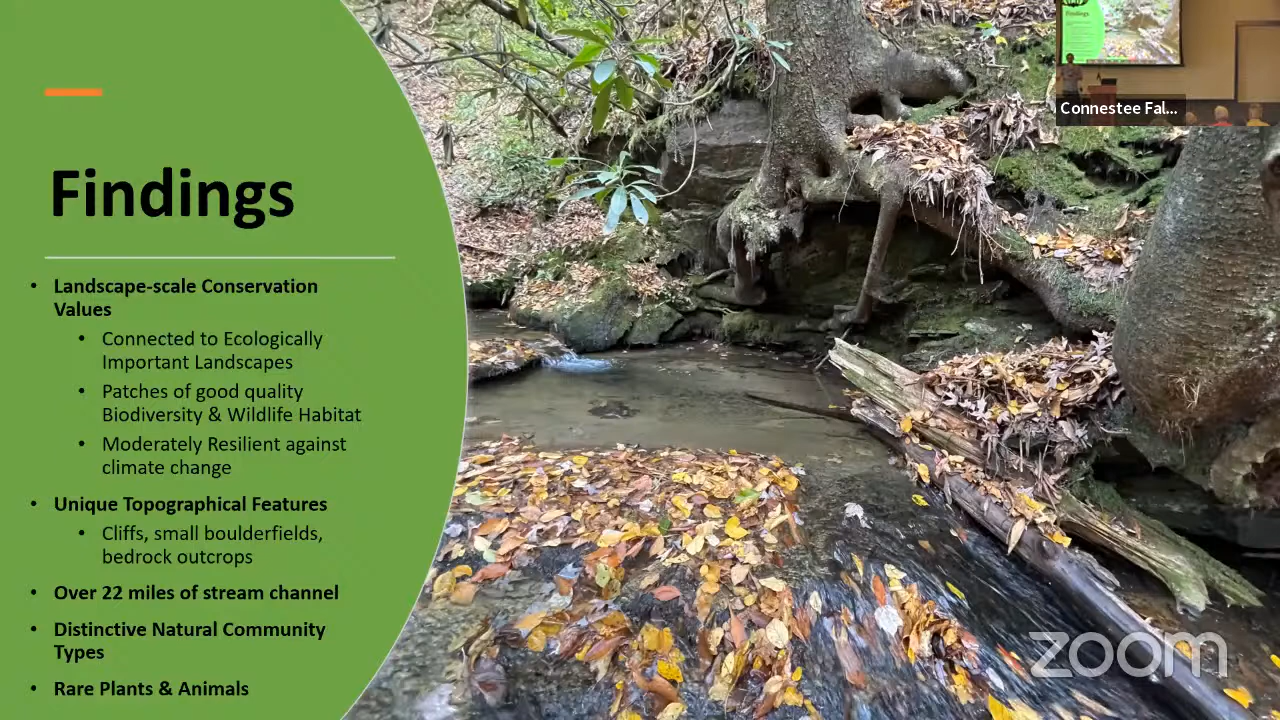 Findings
• Landscape-scale Conservation
Values
• Connected to Ecologically
Important Landscapes
• Patches of good quality
Biodiversity & Wildlife Habitat
• Moderately Resilient against
climate change
• Unique Topographical Features
• Cliffs, small boulderfields,
bedrock outcrops
• Over 22 miles of stream channel
• Distinctive Natural Community
Types
• Rare Plants & Animals
Findings
Connestee Fal...
zoom